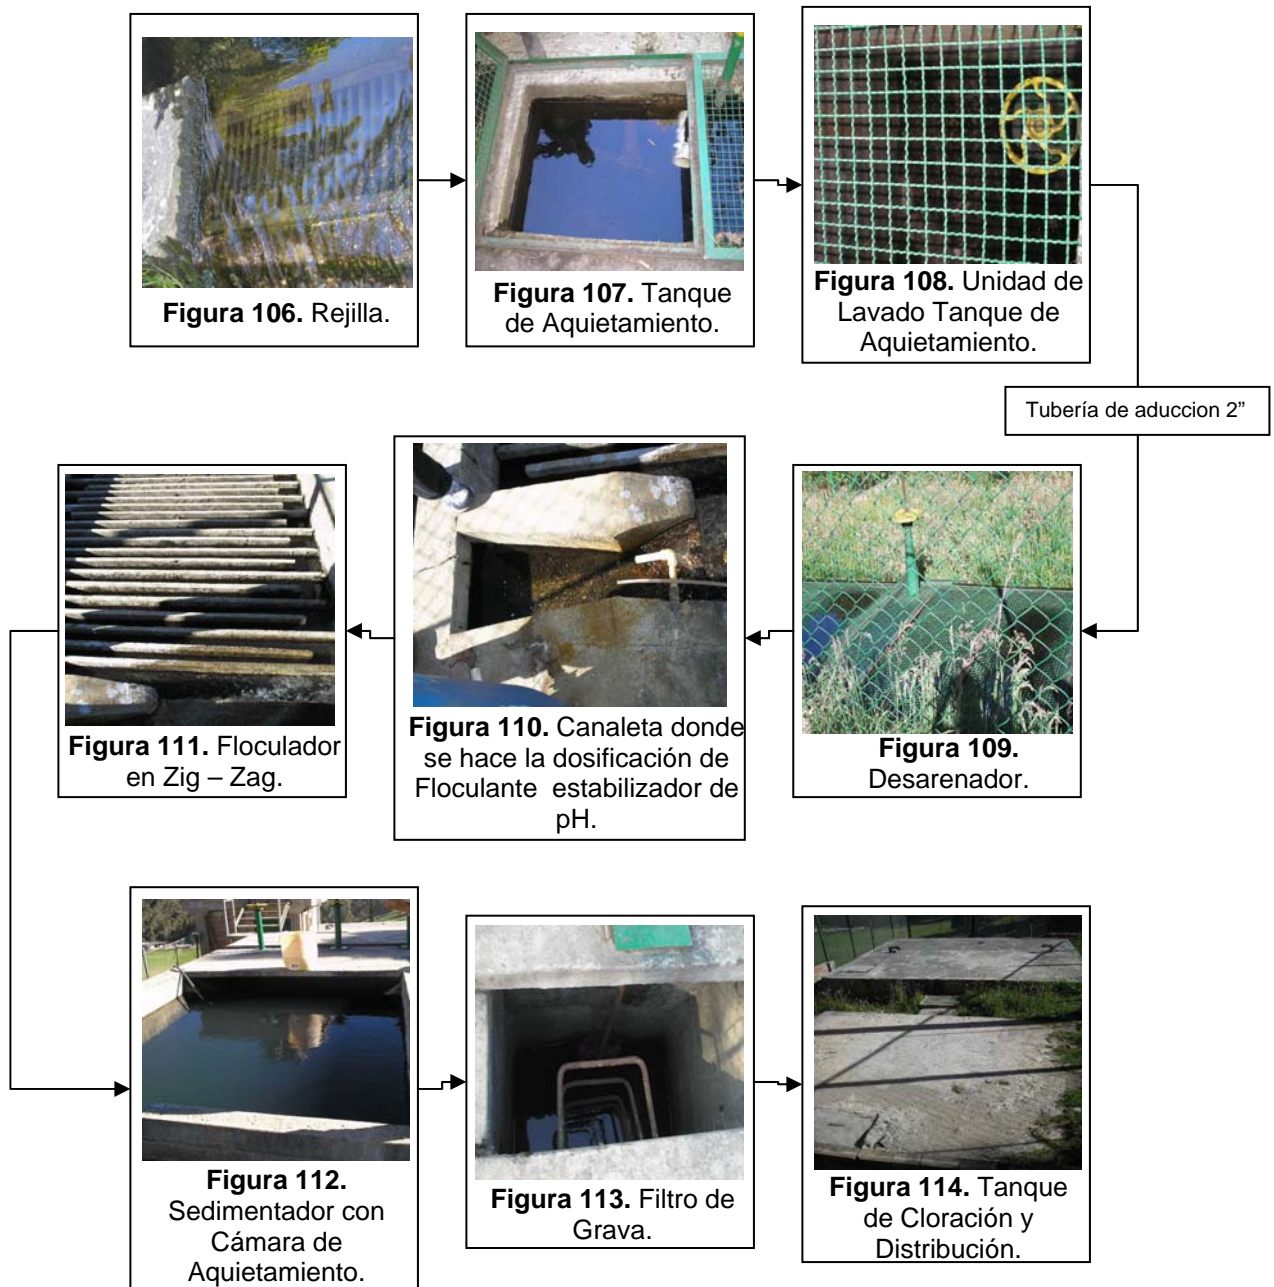 Figura 106. Rejilla.
Figura 107. Tanque
de Aquietamiento.
Figura 108. Unidad de
Lavado Tanque de
Aquietamiento.
Tubería de aduccion 2”
Figura 109.
Desarenador.
Figura 110. Canaleta donde
se hace la dosificación de
Floculante estabilizador de
pH.
Figura 111. Floculador
en Zig – Zag.
Figura 112.
Sedimentador con
Cámara de
Aquietamiento.
Figura 113. Filtro de
Grava.
Figura 114. Tanque
de Cloración y
Distribución.